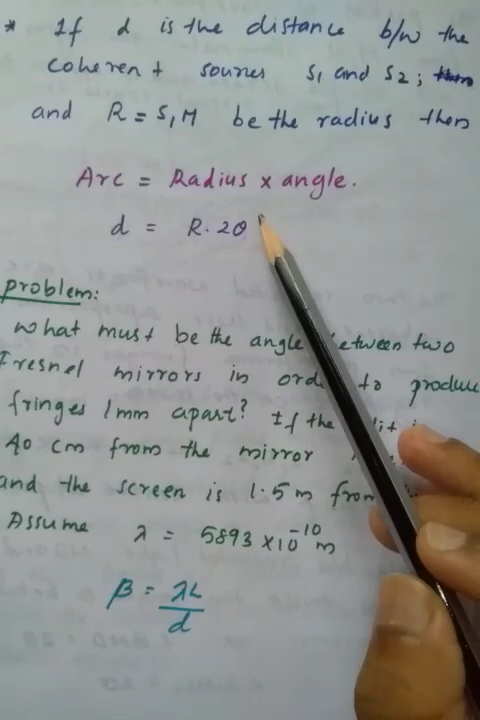 * If d is the distance b/w the
coherent sources S1 and S2;
and R = S1M be the radius then
Arc = Radius x angle.
d = R.2θ
problem:
what must be the angle between two
Fresnel mirrors in to produce
fringes 1mm apart? If the
40 cm from the mirror
and the screen is 1.5m from
Assume λ = 5893 x10⁻¹⁰ m
β = λL
d